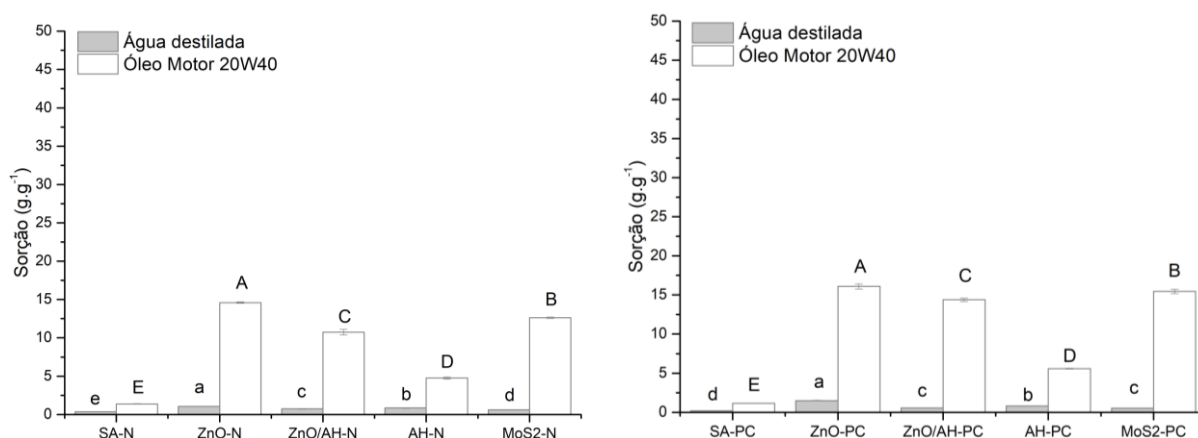 Água destilada
Óleo Motor 20W40
Sorção (g.g⁻¹)
50
45
40
35
30
25
20
15
10
5
0
e E a A c C b D d B
SA-N ZnO-N ZnO/AH-N AH-N MoS2-N
Água destilada
Óleo Motor 20W40
Sorção (g.g⁻¹)
50
45
40
35
30
25
20
15
10
5
0
d E a A c C b D c B
SA-PC ZnO-PC ZnO/AH-PC AH-PC MoS2-PC